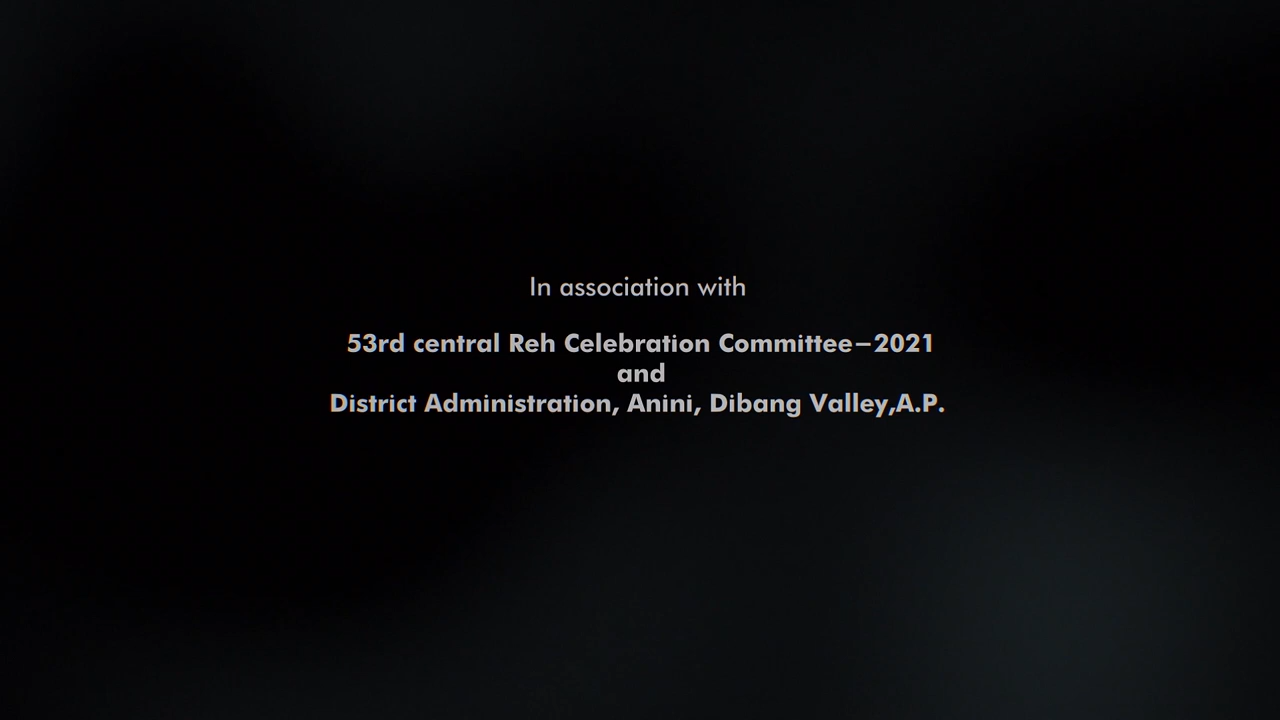 In association with
53rd central Reh Celebration Committee–2021
and
District Administration, Anini, Dibang Valley,A.P.